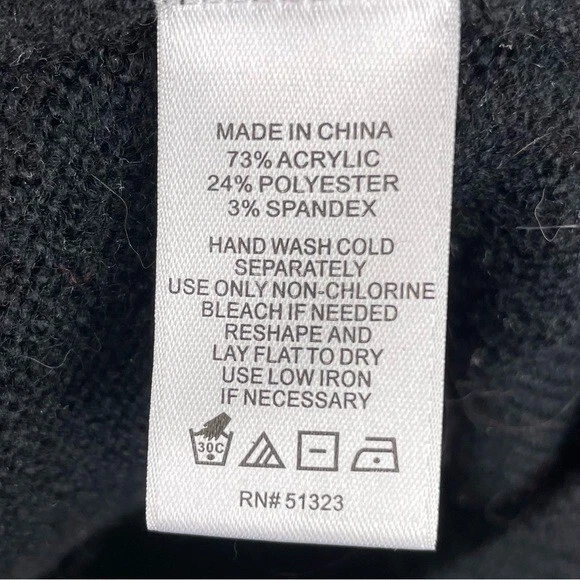 MADE IN CHINA
73% ACRYLIC
24% POLYESTER
3% SPANDEX
HAND WASH COLD
SEPARATELY
USE ONLY NON-CHLORINE
BLEACH IF NEEDED
RESHAPE AND
LAY FLAT TO DRY
USE LOW IRON
IF NECESSARY
30C
RN# 51323